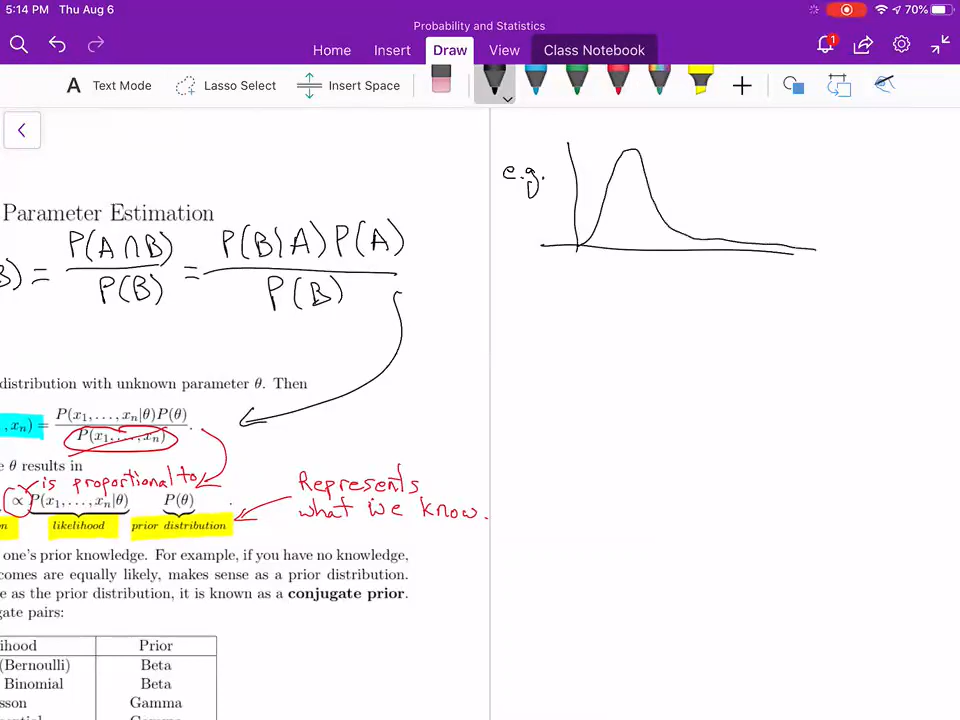 5:14 PM Thu Aug 6
70%
Probability and Statistics
Home Insert Draw View Class Notebook
1
A Text Mode Lasso Select Insert Space
e.g.
Parameter Estimation
) = P(A ∩ B) / P(B) = P(B|A) P(A) / P(B)
distribution with unknown parameter θ. Then
, xₙ) = P(x₁, . . . , xₙ|θ)P(θ) / P(x₁, . . . , xₙ) .
θ results in
is proportional to
Represents
what we know.
∝ P(x₁, . . . , xₙ|θ) P(θ) .
likelihood prior distribution
one's prior knowledge. For example, if you have no knowledge,
comes are equally likely, makes sense as a prior distribution.
as the prior distribution, it is known as a conjugate prior.
gate pairs:
ihood Prior
(Bernoulli) Beta
Binomial Beta
sson Gamma